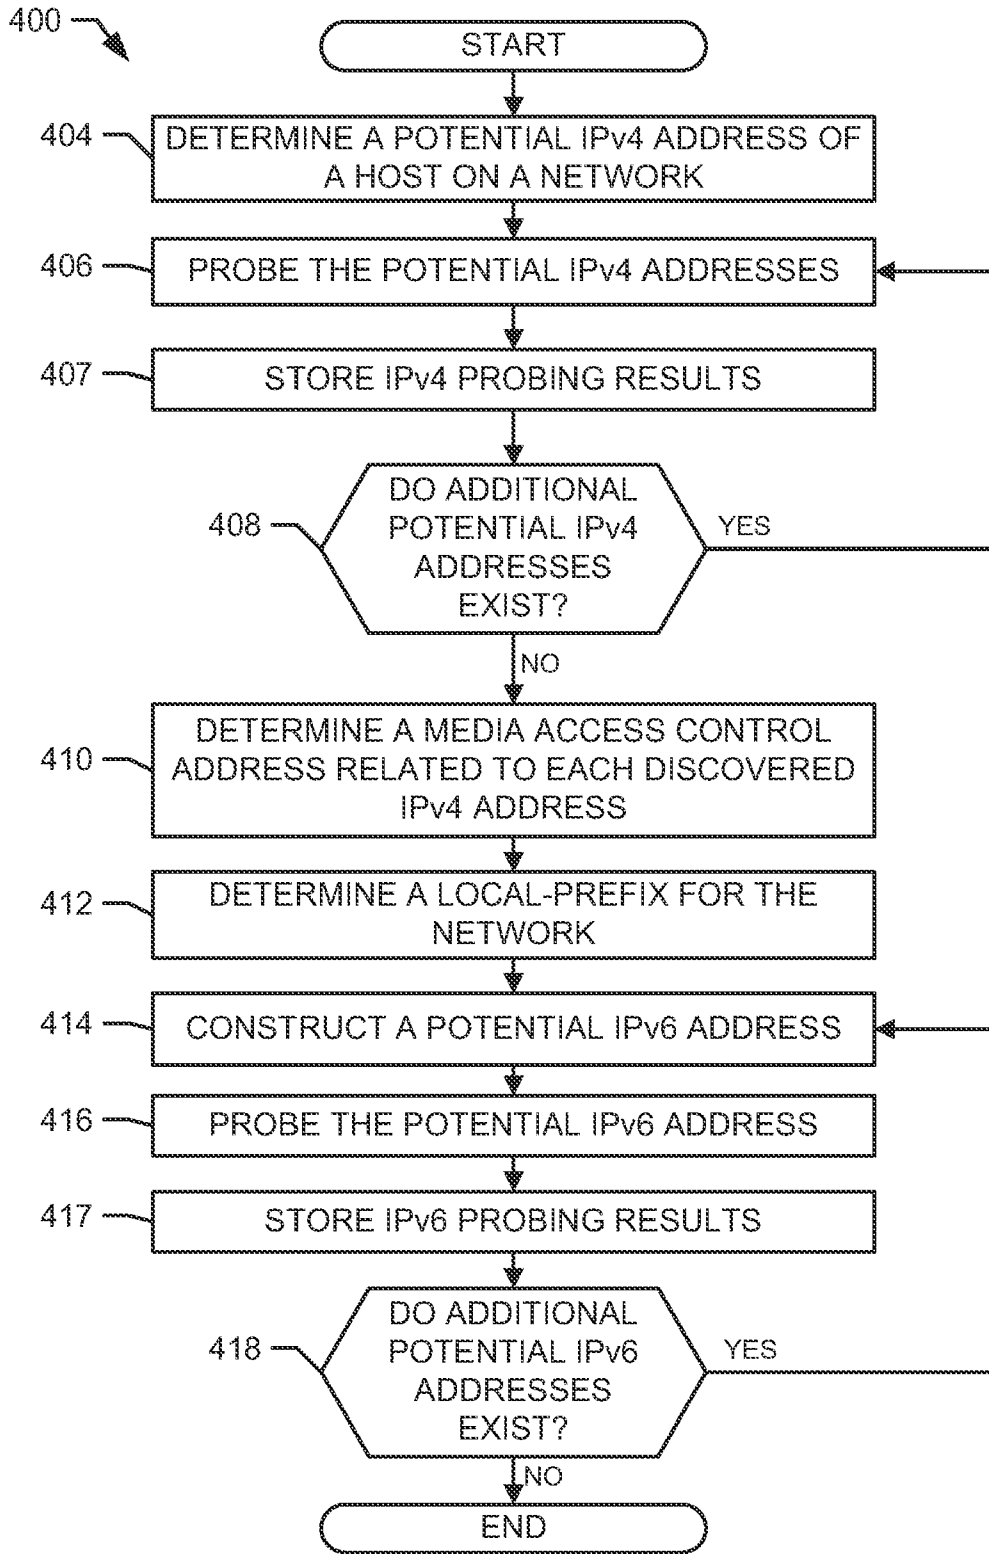 400
START
404
DETERMINE A POTENTIAL IPv4 ADDRESS OF
A HOST ON A NETWORK
406
PROBE THE POTENTIAL IPv4 ADDRESSES
407
STORE IPv4 PROBING RESULTS
408
DO ADDITIONAL
POTENTIAL IPv4
ADDRESSES
EXIST?
YES
NO
410
DETERMINE A MEDIA ACCESS CONTROL
ADDRESS RELATED TO EACH DISCOVERED
IPv4 ADDRESS
412
DETERMINE A LOCAL-PREFIX FOR THE
NETWORK
414
CONSTRUCT A POTENTIAL IPv6 ADDRESS
416
PROBE THE POTENTIAL IPv6 ADDRESS
417
STORE IPv6 PROBING RESULTS
418
DO ADDITIONAL
POTENTIAL IPv6
ADDRESSES
EXIST?
YES
NO
END